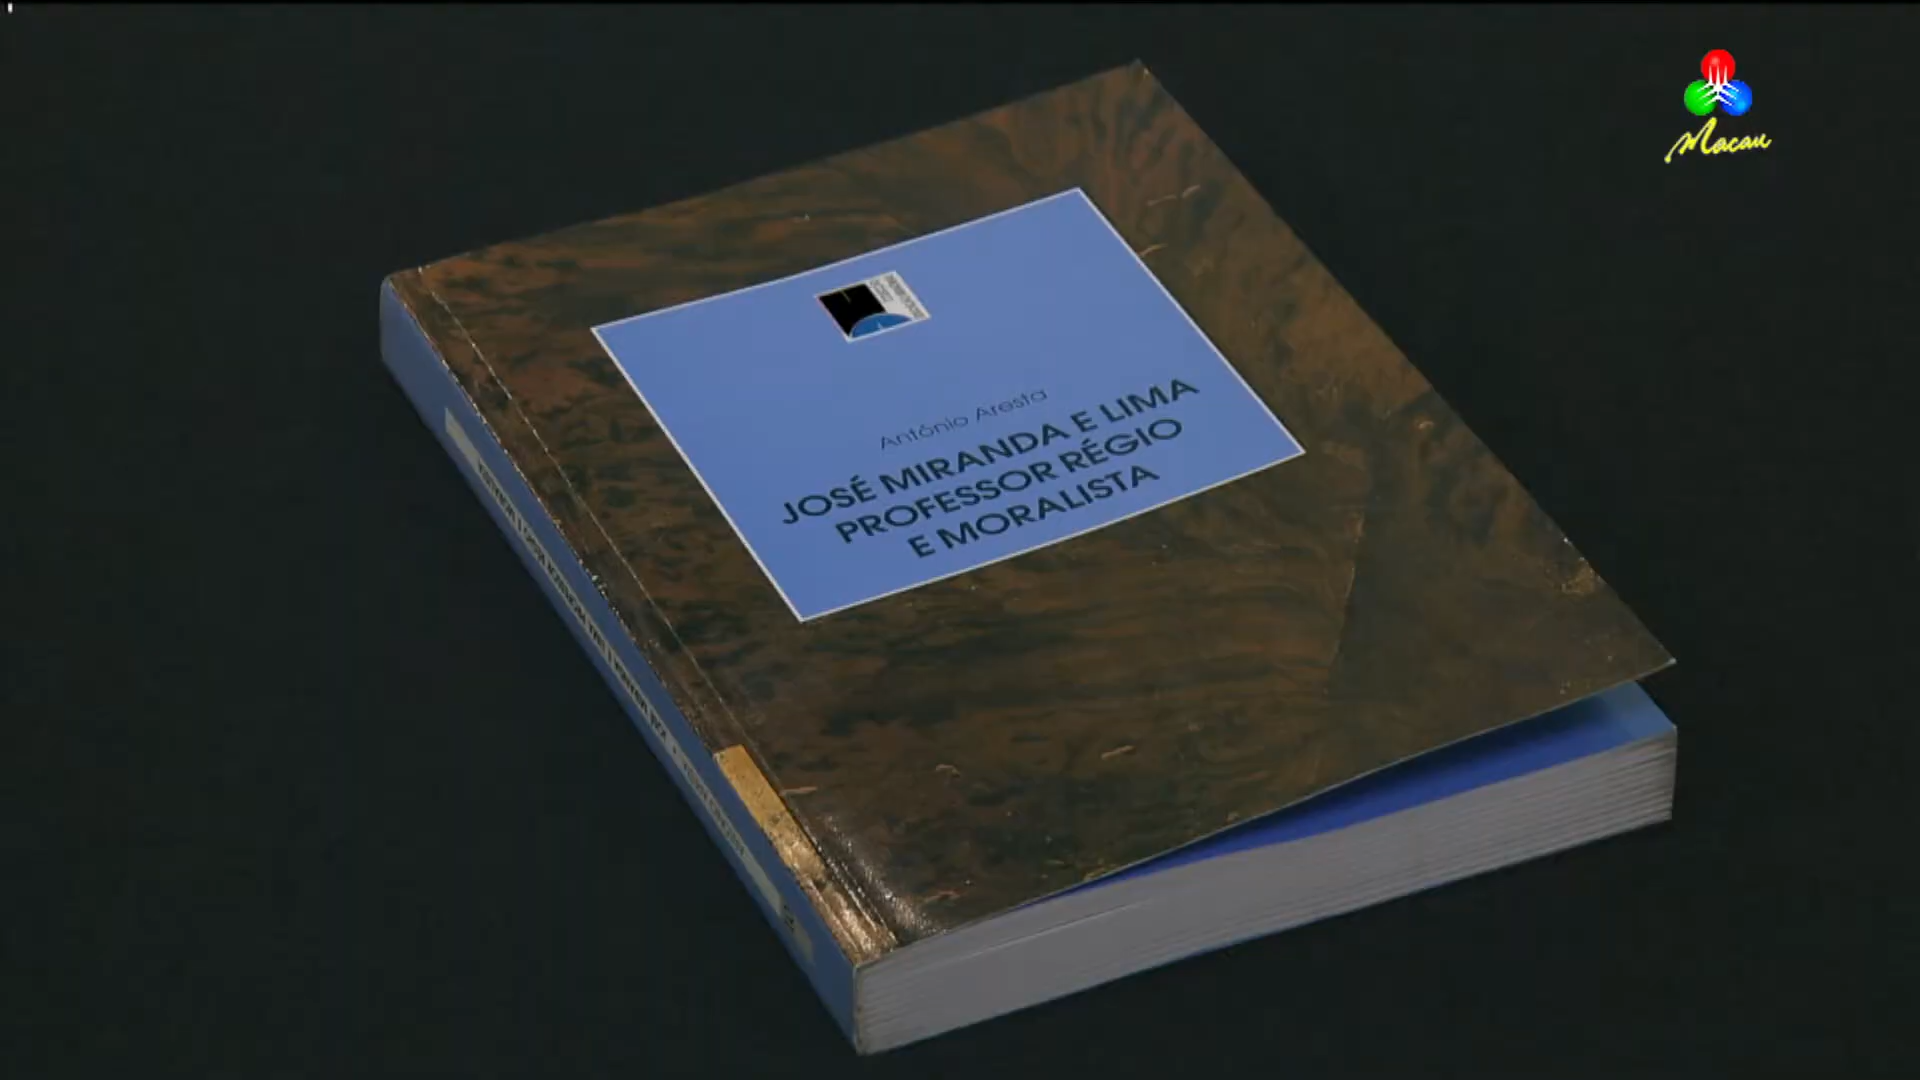 Macau
António Aresta
JOSÉ MIRANDA E LIMA
PROFESSOR RÉGIO
E MORALISTA